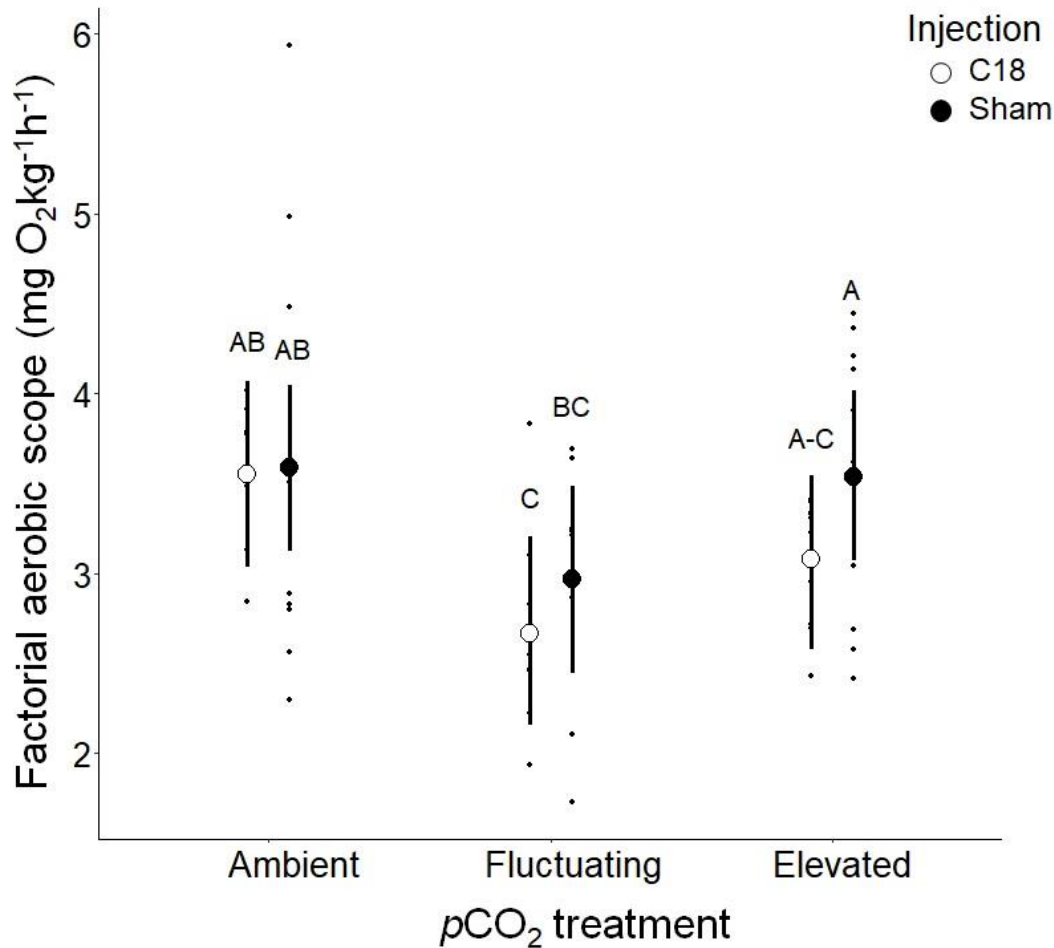 Injection
C18
Sham
Factorial aerobic scope (mg O₂kg⁻¹h⁻¹)
6
5
4
3
2
AB
AB
C
BC
A-C
A
Ambient
Fluctuating
Elevated
pCO₂ treatment